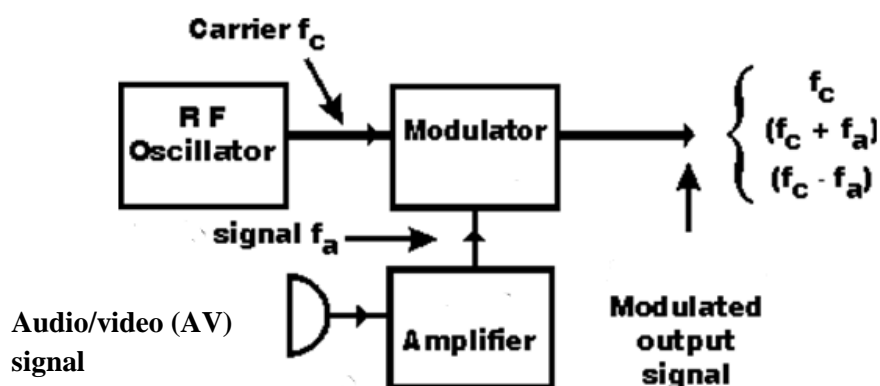 Carrier f_c
R F
Oscillator
Modulator
f_c
(f_c + f_a)
(f_c - f_a)
signal f_a
Audio/video (AV)
signal
Amplifier
Modulated
output
signal